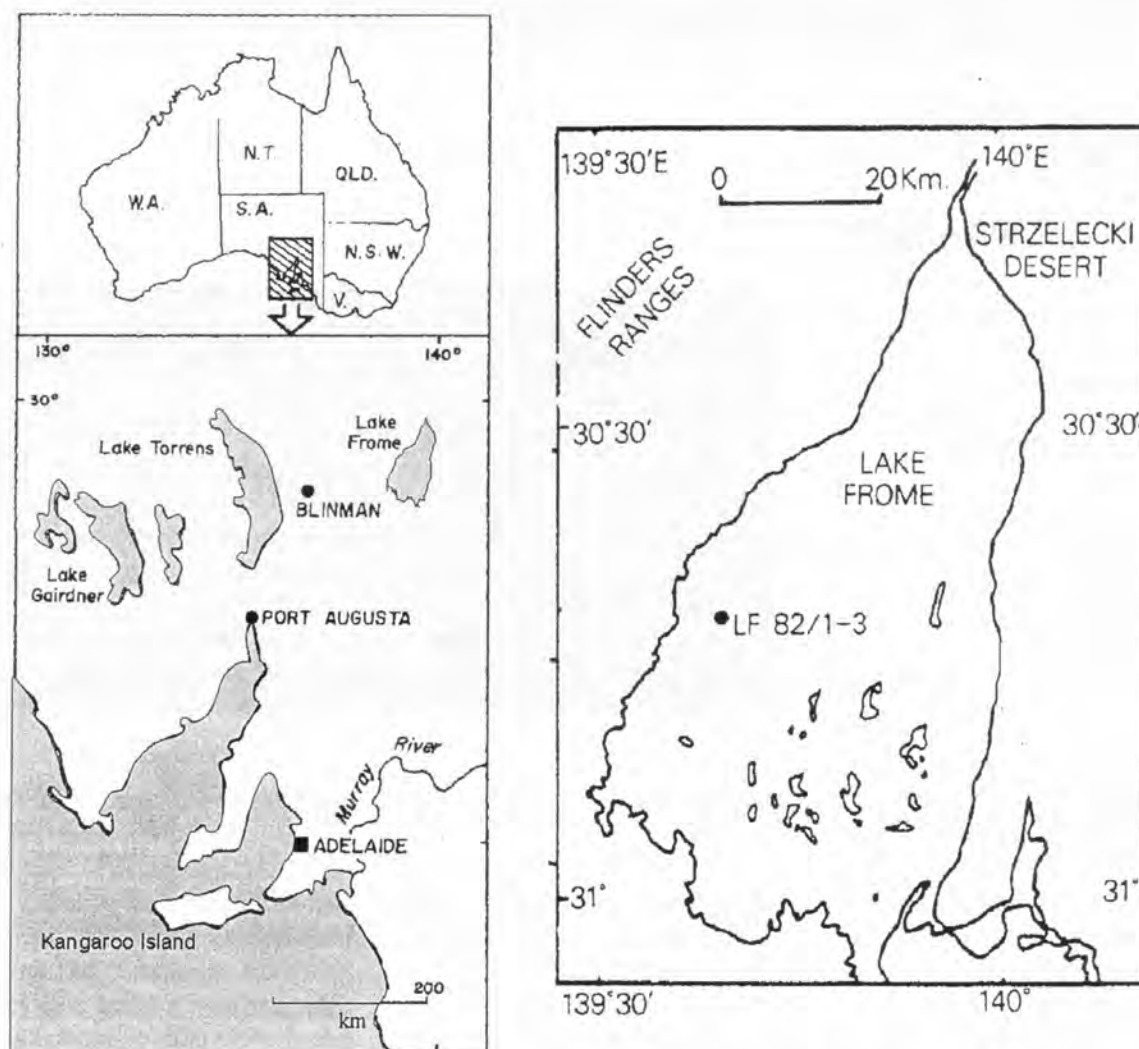 N.T.
QLD.
W.A.
S.A.
N.S.W.
V.
130°
140°
30°
Lake Torrens
Lake
Frome
BLINMAN
Lake
Gairdner
PORT AUGUSTA
Murray
River
ADELAIDE
Kangaroo Island
200
km
139°30'E
140°E
0
20 Km.
STRZELECKI
DESERT
FLINDERS
RANGES
30°30'
30°30'
LAKE
FROME
LF 82/1-3
31°
31°
139°30'
140°